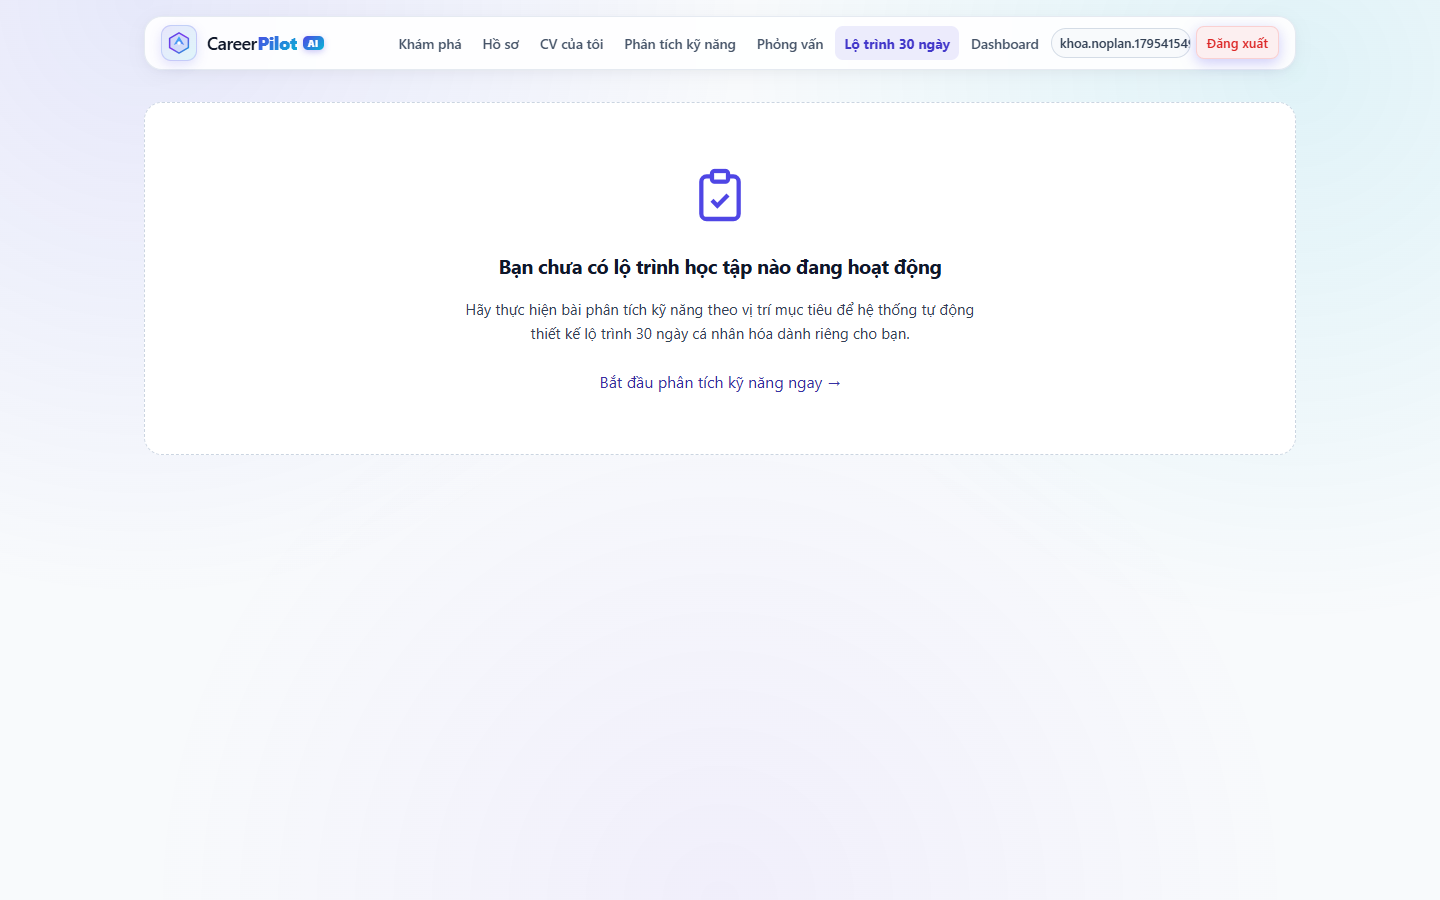 CareerPilot AI
Khám phá
Hồ sơ
CV của tôi
Phân tích kỹ năng
Phỏng vấn
Lộ trình 30 ngày
Dashboard
khoa.noplan.17954154
Đăng xuất
Bạn chưa có lộ trình học tập nào đang hoạt động
Hãy thực hiện bài phân tích kỹ năng theo vị trí mục tiêu để hệ thống tự động
thiết kế lộ trình 30 ngày cá nhân hóa dành riêng cho bạn.
Bắt đầu phân tích kỹ năng ngay →